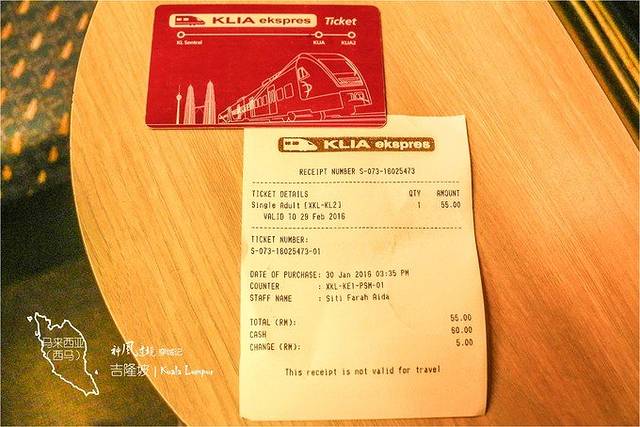 KLIA ekspres Ticket
KL Sentral KLIA KLIA2
KLIA ekspres
RECEIPT NUMBER S-073-16025473
TICKET DETAILS QTY AMOUNT
Single Adult [XKL-KL2] 1 55.00
VALID TO 29 Feb 2016
TICKET NUMBER:
S-073-16025473-01
DATE OF PURCHASE: 30 Jan 2016 03:35 PM
COUNTER : XKL-KE1-PSM-01
STAFF NAME : Siti Farah Aida
TOTAL (RM): 55.00
CASH 60.00
CHANGE (RM): 5.00
This receipt is not valid for travel
马来西亚
（西马）
吉隆坡 | Kuala Lumpur